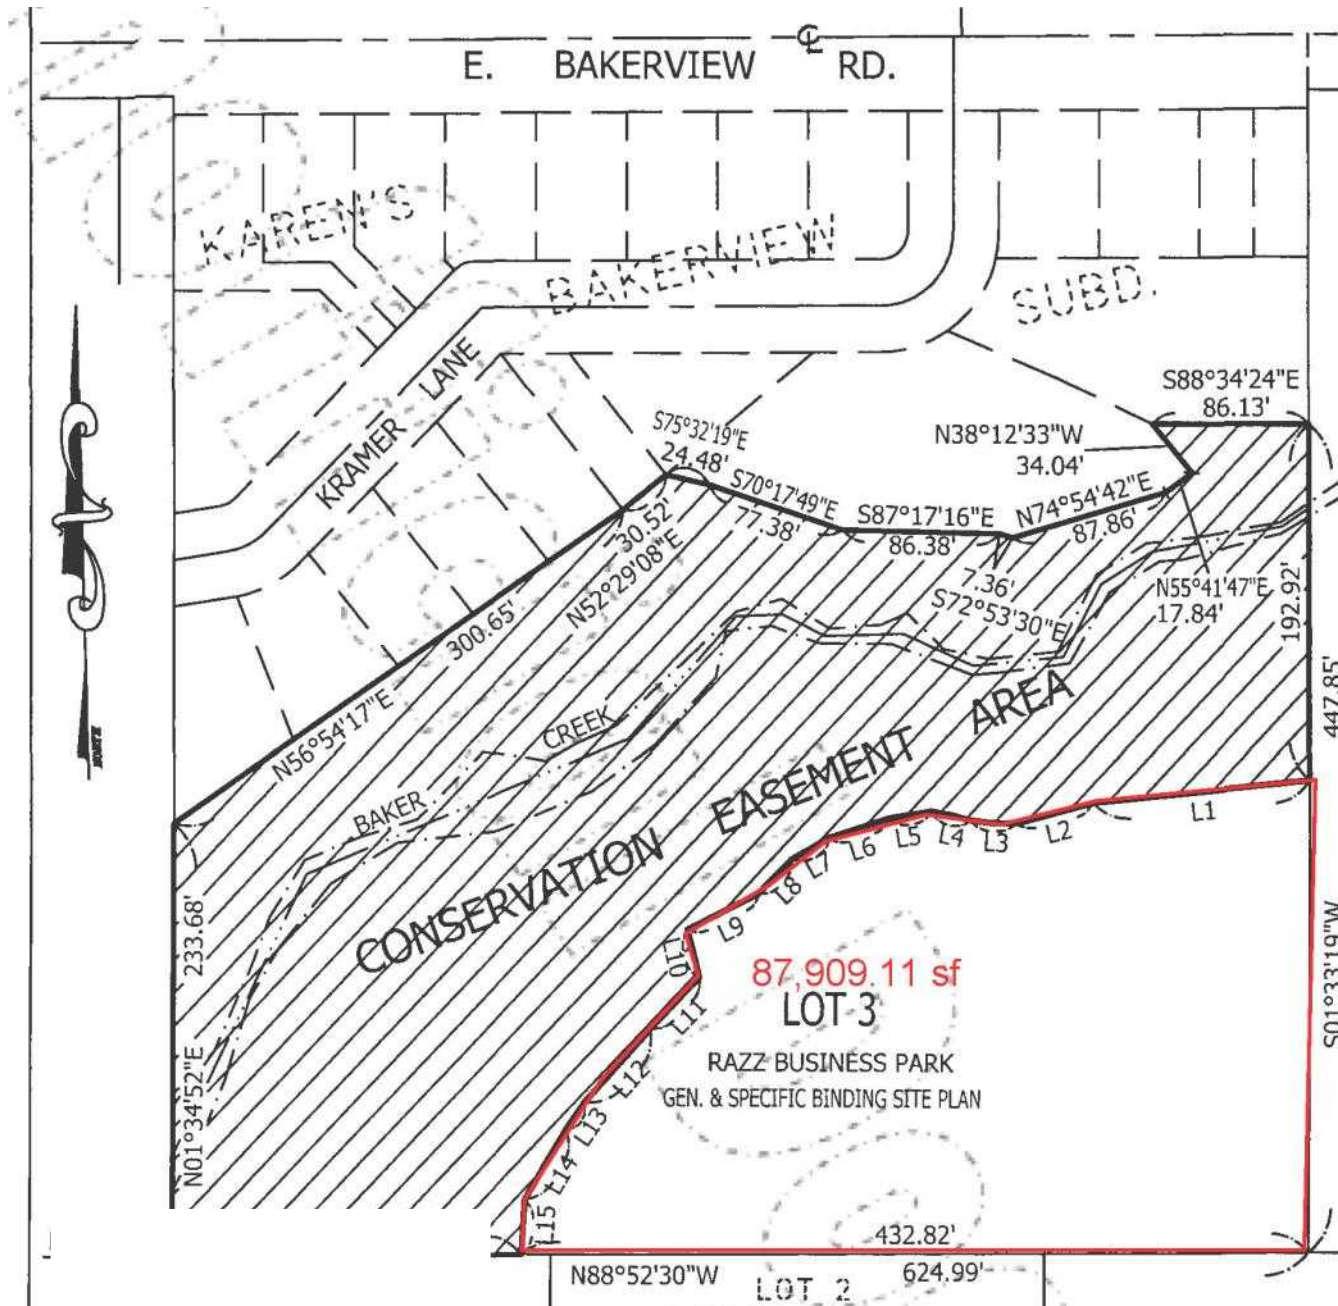 E. BAKERVIEW RD.
KAREN'S BAKERVIEW SUBD.
KRAMER LANE
S88°34'24"E
86.13'
N38°12'33"W
34.04'
S75°32'19"E
24.48'
S70°17'49"E
77.38'
S87°17'16"E
86.38'
N74°54'42"E
87.86'
30.52'
N52°29'08"E
7.36'
S72°53'30"E
N55°41'47"E
17.84'
192.92'
447.85'
300.65'
N56°54'17"E
BAKER CREEK
CONSERVATION EASEMENT AREA
L1
L2
L3
L4
L5
L6
L7
L8
L9
L10
L11
L12
L13
L14
L15
233.68'
N01°34'52"E
S01°33'19"W
87,909.11 sf
LOT 3
RAZZ BUSINESS PARK
GEN. & SPECIFIC BINDING SITE PLAN
432.82'
N88°52'30"W
624.99'
LOT 2